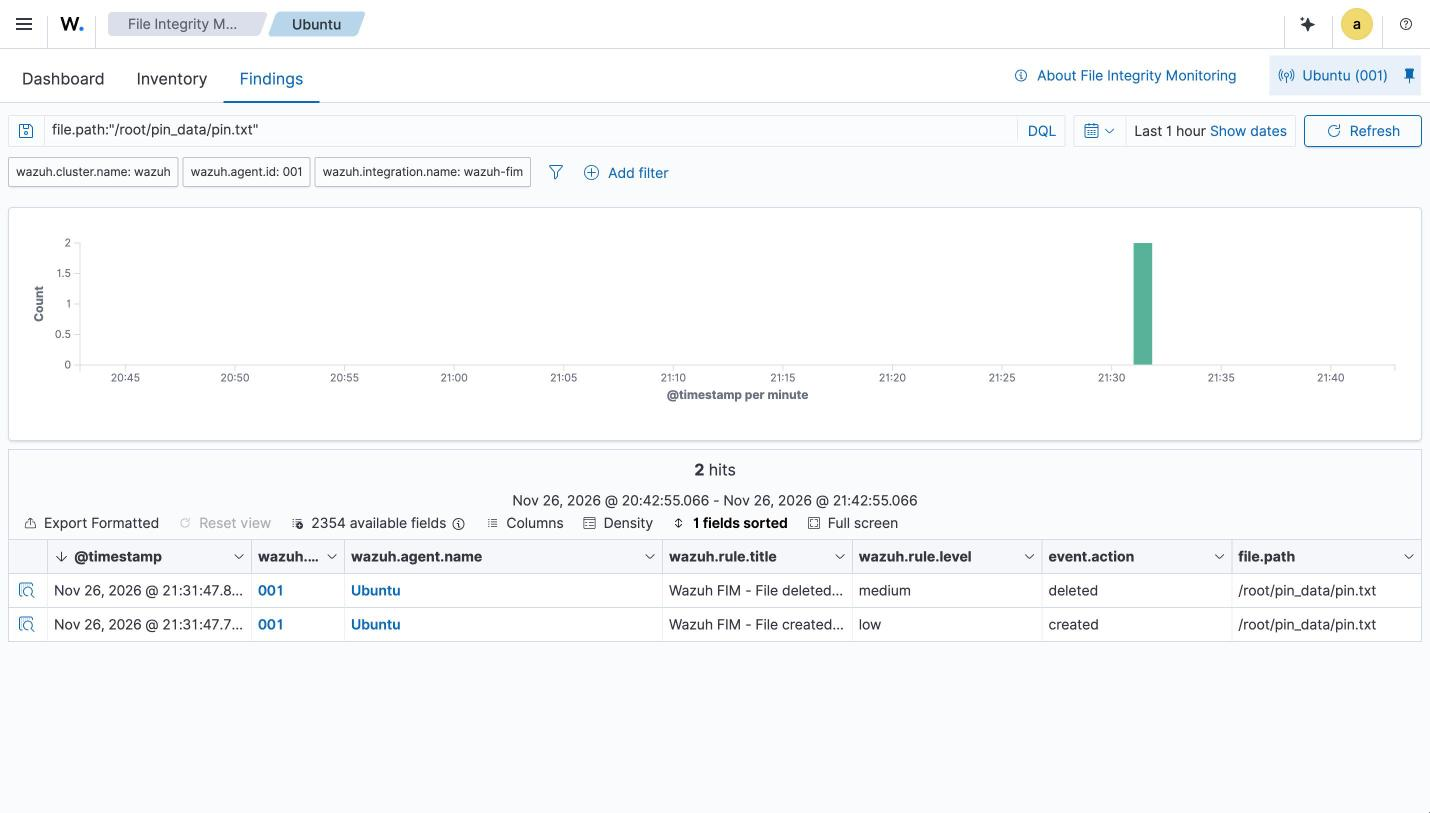 W. File Integrity M... Ubuntu a
Dashboard Inventory Findings About File Integrity Monitoring Ubuntu (001)
file.path:"/root/pin_data/pin.txt" DQL Last 1 hour Show dates Refresh
wazuh.cluster.name: wazuh wazuh.agent.id: 001 wazuh.integration.name: wazuh-fim Add filter
2
1.5
1
0.5
0
Count
20:45 20:50 20:55 21:00 21:05 21:10 21:15 21:20 21:25 21:30 21:35 21:40
@timestamp per minute
2 hits
Nov 26, 2026 @ 20:42:55.066 - Nov 26, 2026 @ 21:42:55.066
Export Formatted Reset view 2354 available fields Columns Density 1 fields sorted Full screen
@timestamp wazuh.... wazuh.agent.name wazuh.rule.title wazuh.rule.level event.action file.path
Nov 26, 2026 @ 21:31:47.8... 001 Ubuntu Wazuh FIM - File deleted... medium deleted /root/pin_data/pin.txt
Nov 26, 2026 @ 21:31:47.7... 001 Ubuntu Wazuh FIM - File created... low created /root/pin_data/pin.txt